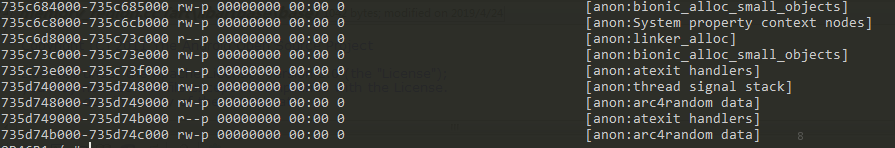 735c684000-735c685000 rw-p 00000000 00:00 0 [anon:bionic_alloc_small_objects]
735c6c8000-735c6cb000 rw-p 00000000 00:00 0 [anon:System property context nodes]
735c6d8000-735c73c000 r--p 00000000 00:00 0 [anon:linker_alloc]
735c73c000-735c73e000 rw-p 00000000 00:00 0 [anon:bionic_alloc_small_objects]
735c73e000-735c73f000 r--p 00000000 00:00 0 [anon:atexit handlers]
735d740000-735d748000 rw-p 00000000 00:00 0 [anon:thread signal stack]
735d748000-735d749000 rw-p 00000000 00:00 0 [anon:arc4random data]
735d749000-735d74b000 r--p 00000000 00:00 0 [anon:atexit handlers]
735d74b000-735d74c000 rw-p 00000000 00:00 0 [anon:arc4random data]
8